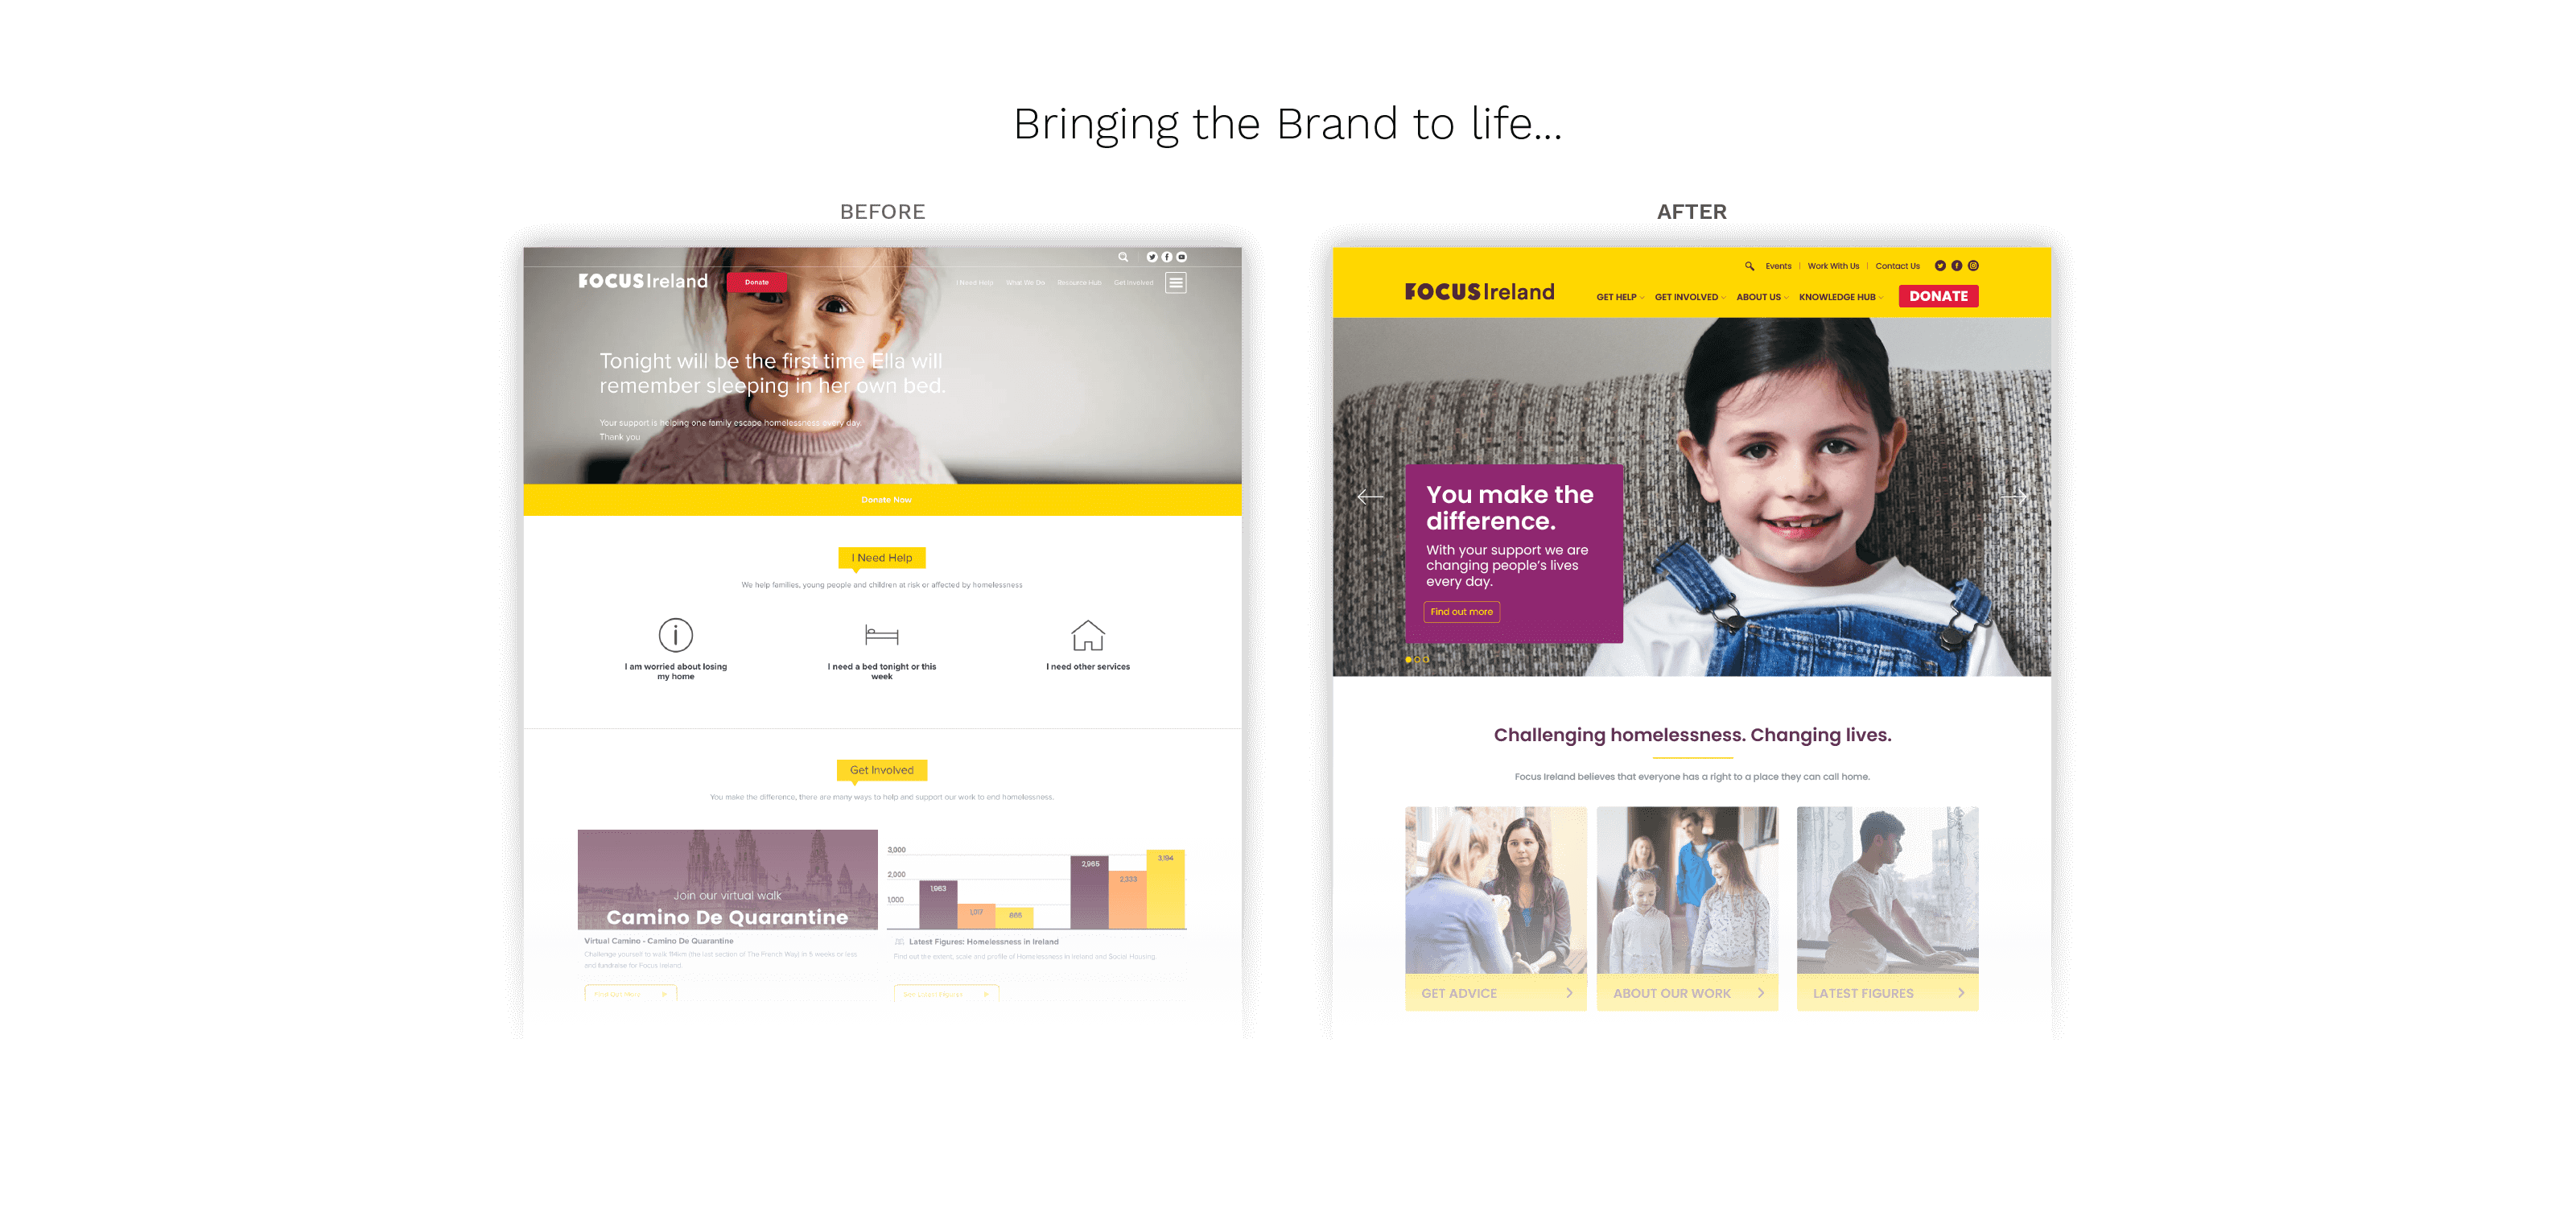 Bringing the Brand to life...
BEFORE
FOCUS Ireland
Donate
I Need Help
What We Do
Resource Hub
Get Involved
Tonight will be the first time Ella will
remember sleeping in her own bed.
Your support is helping one family escape homelessness every day.
Thank you
Donate Now
I Need Help
We help families, young people and children at risk or affected by homelessness
I am worried about losing
my home
I need a bed tonight or this
week
I need other services
Get Involved
You make the difference, there are many ways to help and support our work to end homelessness.
Join our virtual walk
Camino De Quarantine
Virtual Camino - Camino De Quarantine
Challenge yourself to walk 114km (the last section of The French Way) in 5 weeks or less
and fundraise for Focus Ireland
Find Out More
3,000
2,000
1,000
1,963
1,017
865
2,965
2,333
3,194
Latest Figures: Homelessness in Ireland
Find out the extent, scale and profile of Homelessness in Ireland and Social Housing.
AFTER
Events | Work With Us | Contact Us
FOCUS Ireland
GET HELP
GET INVOLVED
ABOUT US
KNOWLEDGE HUB
DONATE
You make the
difference.
With your support we are
changing people's lives
every day.
Find out more
Challenging homelessness. Changing lives.
Focus Ireland believes that everyone has a right to a place they can call home.
GET ADVICE
ABOUT OUR WORK
LATEST FIGURES